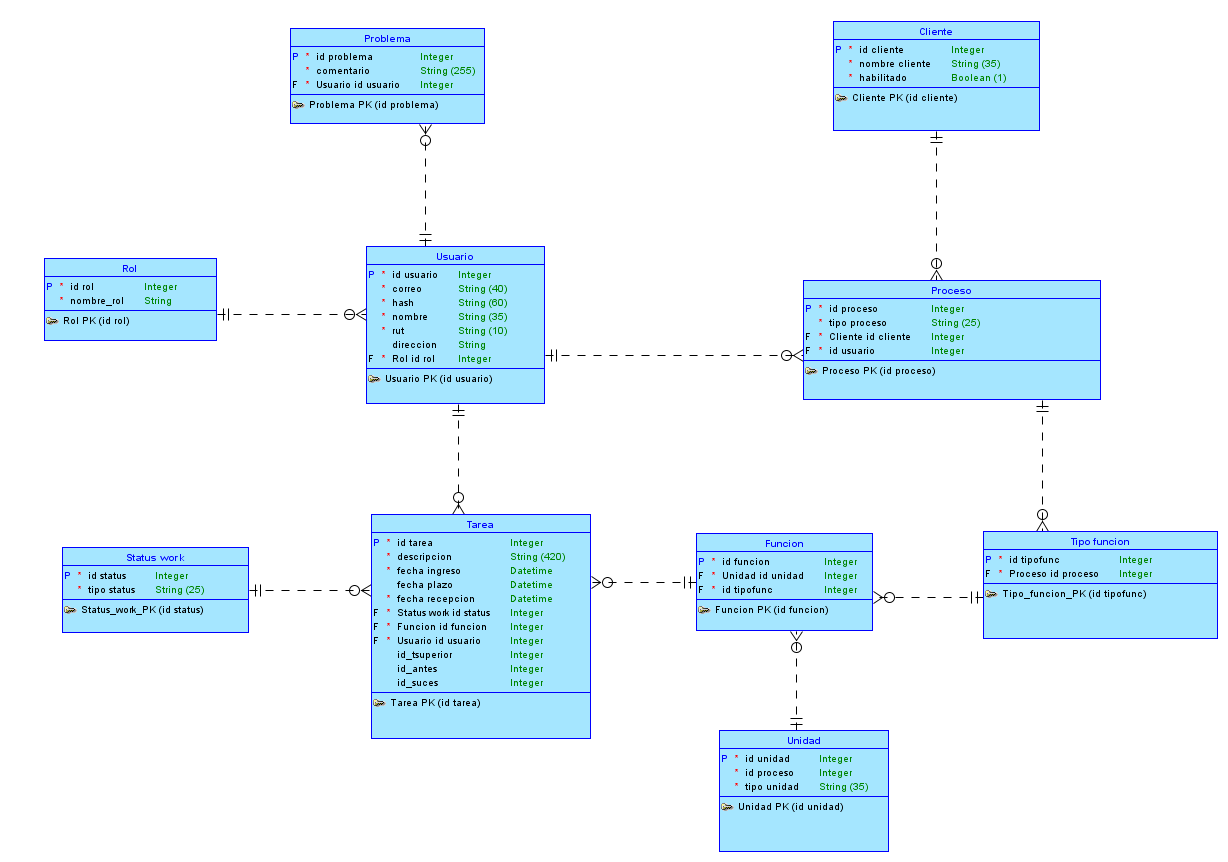 Problema
P * id problema Integer
* comentario String (255)
F * Usuario id usuario Integer
Problema PK (id problema)
Cliente
P * id cliente Integer
* nombre cliente String (35)
* habilitado Boolean (1)
Cliente PK (id cliente)
Rol
P * id rol Integer
* nombre_rol String
Rol PK (id rol)
Usuario
P * id usuario Integer
* correo String (40)
* hash String (60)
* nombre String (35)
* rut String (10)
direccion String
F * Rol id rol Integer
Usuario PK (id usuario)
Proceso
P * id proceso Integer
* tipo proceso String (25)
F * Cliente id cliente Integer
F * id usuario Integer
Proceso PK (id proceso)
Status work
P * id status Integer
* tipo status String (25)
Status_work_PK (id status)
Tarea
P * id tarea Integer
* descripcion String (420)
* fecha ingreso Datetime
fecha plazo Datetime
* fecha recepcion Datetime
F * Status work id status Integer
F * Funcion id funcion Integer
F * Usuario id usuario Integer
id_tsuperior Integer
id_antes Integer
id_suces Integer
Tarea PK (id tarea)
Funcion
P * id funcion Integer
F * Unidad id unidad Integer
F * id tipofunc Integer
Funcion PK (id funcion)
Tipo funcion
P * id tipofunc Integer
F * Proceso id proceso Integer
Tipo_funcion_PK (id tipofunc)
Unidad
P * id unidad Integer
* id proceso Integer
* tipo unidad String (35)
Unidad PK (id unidad)